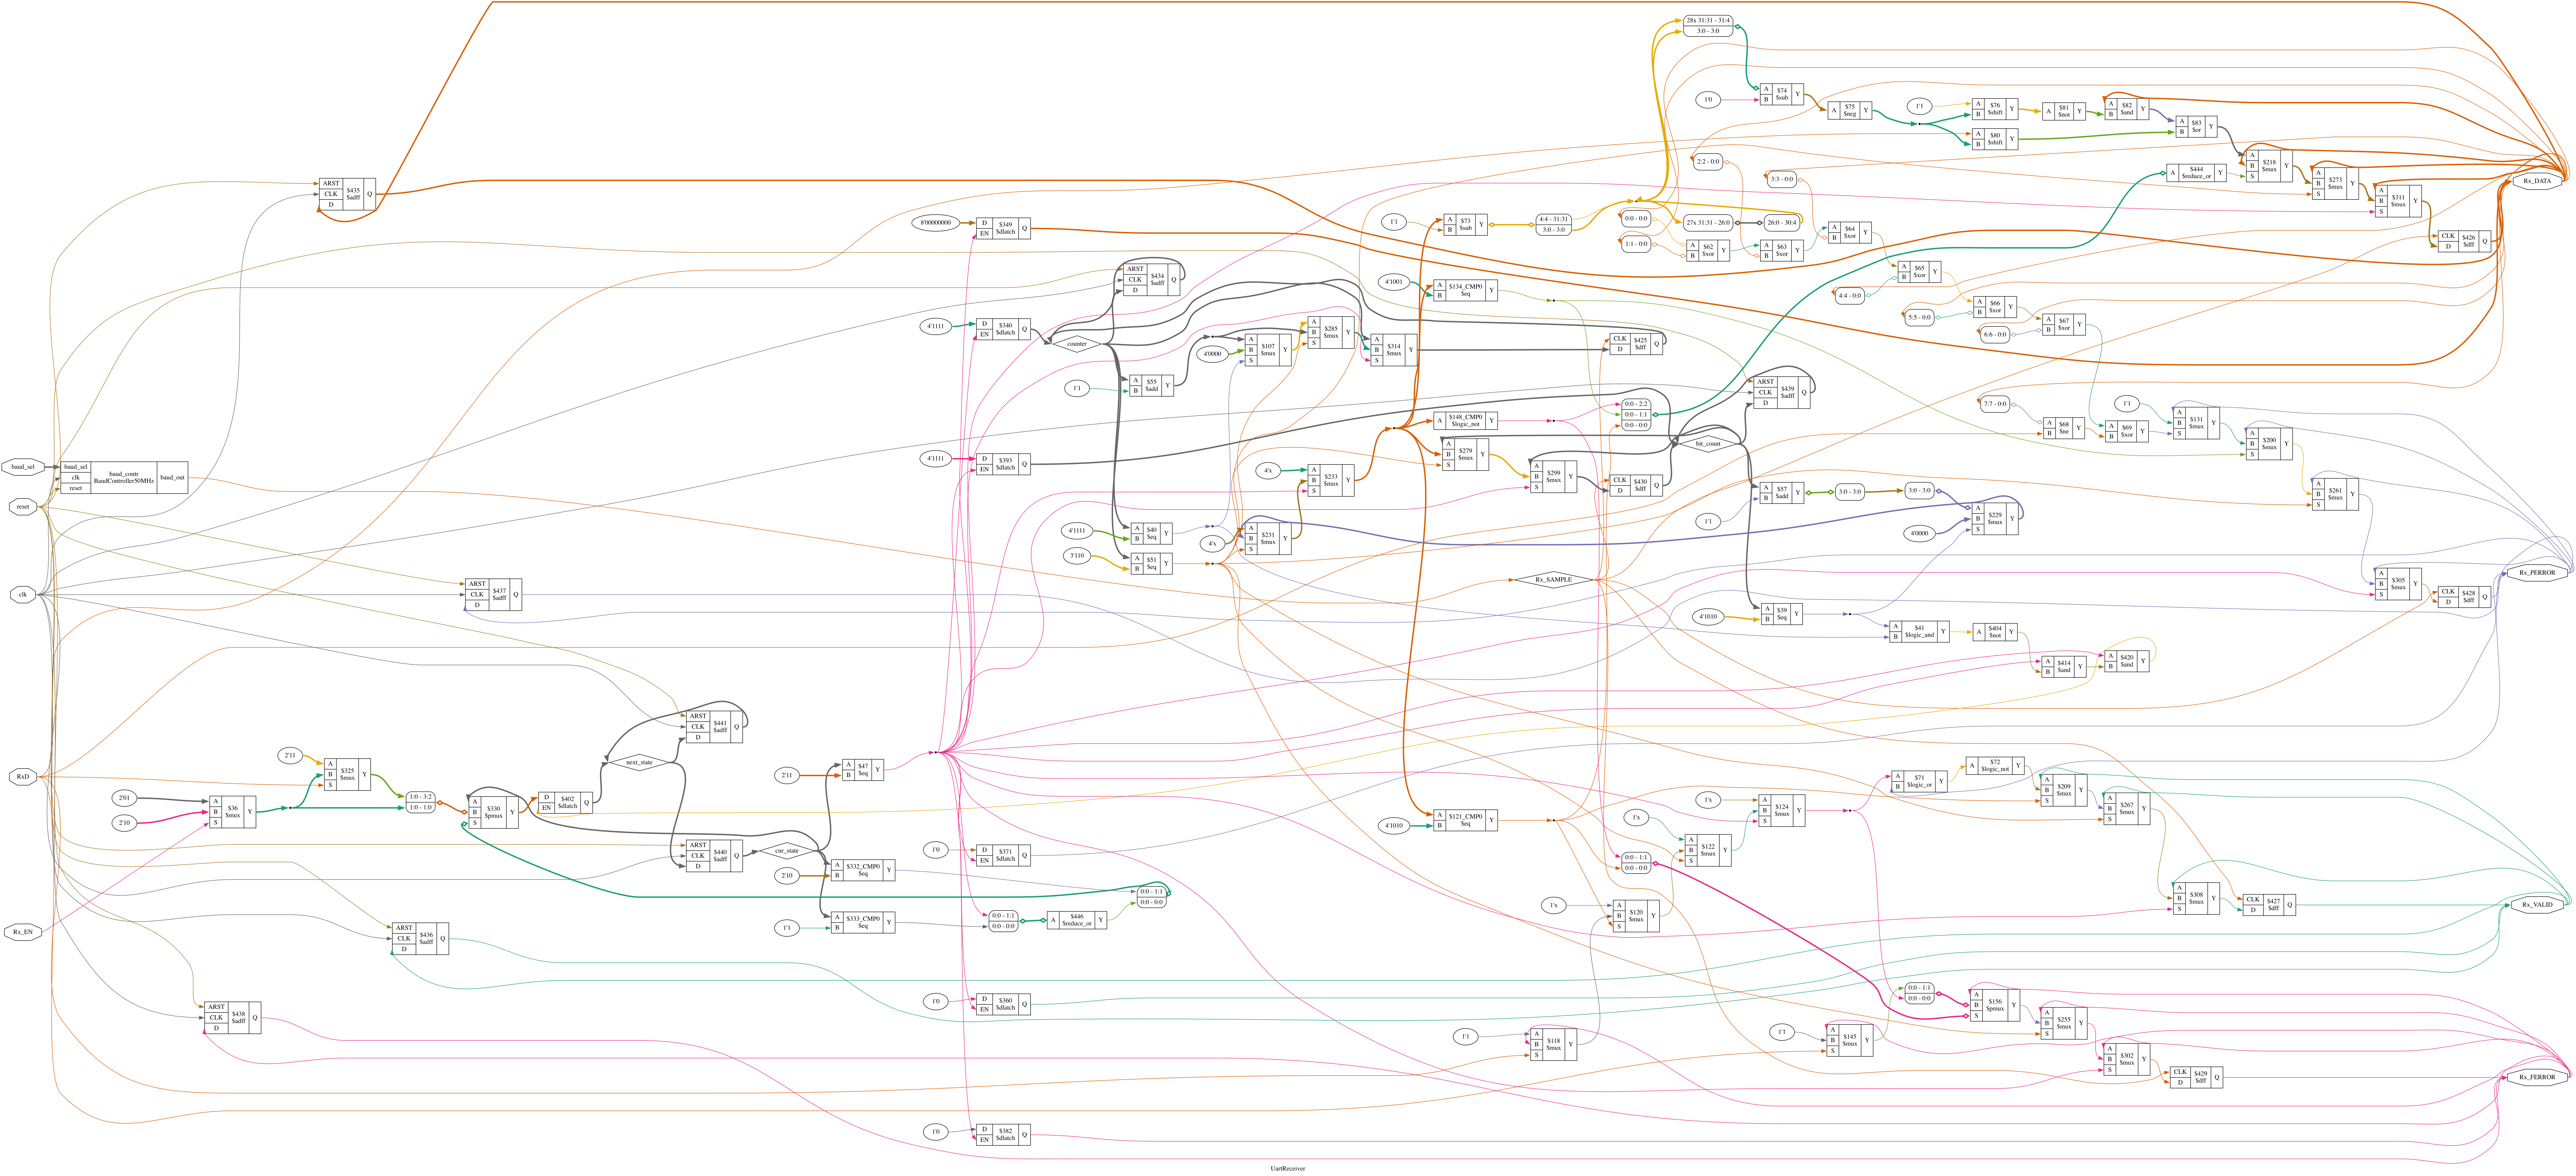 28x 31:31 - 31:4
3:0 - 3:0
A
B
$74
$sub
Y
1'0
A
$75
$neg
Y
1'1
A
B
$76
$shift
Y
A
$81
$not
Y
A
B
$82
$and
Y
A
B
$83
$or
Y
A
B
$80
$shift
Y
2:2 - 0:0
3:3 - 0:0
A
$444
$reduce_or
Y
A
B
S
$218
$mux
Y
A
B
S
$273
$mux
Y
A
B
S
$311
$mux
Y
Rx_DATA
ARST
CLK
D
$435
$adff
Q
8'00000000
D
EN
$349
$dlatch
Q
1'1
A
B
$73
$sub
Y
4:4 - 31:31
3:0 - 3:0
0:0 - 0:0
1:1 - 0:0
27x 31:31 - 26:0
26:0 - 30:4
A
B
$62
$xor
Y
A
B
$63
$xor
Y
A
B
$64
$xor
Y
CLK
D
$426
$dff
Q
A
B
$65
$xor
Y
4:4 - 0:0
A
B
$66
$xor
Y
5:5 - 0:0
A
B
$67
$xor
Y
6:6 - 0:0
ARST
CLK
D
$434
$adff
Q
4'1001
A
B
$134_CMP0
$eq
Y
4'1111
D
EN
$340
$dlatch
Q
counter
4'0000
A
B
S
$107
$mux
Y
A
B
S
$285
$mux
Y
A
B
S
$314
$mux
Y
CLK
D
$425
$dff
Q
1'1
A
B
$55
$add
Y
ARST
CLK
D
$439
$adff
Q
A
$148_CMP0
$logic_not
Y
0:0 - 2:2
0:0 - 1:1
0:0 - 0:0
7:7 - 0:0
A
B
$68
$ne
Y
A
B
$69
$xor
Y
1'1
A
B
S
$131
$mux
Y
A
B
S
$200
$mux
Y
A
B
S
$261
$mux
Y
4'1111
D
EN
$393
$dlatch
Q
A
B
S
$279
$mux
Y
A
B
S
$299
$mux
Y
CLK
D
$430
$dff
Q
bit_count
4'x
A
B
S
$233
$mux
Y
A
B
$57
$add
Y
1'1
3:0 - 3:0
3:0 - 3:0
4'0000
A
B
S
$229
$mux
Y
baud_sel
reset
baud_sel
clk
reset
baud_contr
BaudController50MHz
baud_out
4'1111
A
B
$40
$eq
Y
4'x
A
B
S
$231
$mux
Y
3'110
A
B
$51
$eq
Y
Rx_SAMPLE
Rx_PERROR
A
B
S
$305
$mux
Y
CLK
D
$428
$dff
Q
clk
ARST
CLK
D
$437
$adff
Q
4'1010
A
B
$39
$eq
Y
A
B
$41
$logic_and
Y
A
$404
$not
Y
A
B
$414
$and
Y
A
B
$420
$and
Y
ARST
CLK
D
$441
$adff
Q
RxD
2'11
A
B
S
$325
$mux
Y
2'01
2'10
A
B
S
$36
$mux
Y
1:0 - 3:2
1:0 - 1:0
A
B
S
$330
$pmux
Y
D
EN
$402
$dlatch
Q
next_state
2'11
A
B
$47
$eq
Y
A
B
$71
$logic_or
Y
A
$72
$logic_not
Y
A
B
S
$209
$mux
Y
A
B
S
$267
$mux
Y
1'x
A
B
S
$124
$mux
Y
4'1010
A
B
$121_CMP0
$eq
Y
1'x
A
B
S
$122
$mux
Y
ARST
CLK
D
$440
$adff
Q
cur_state
2'10
A
B
$332_CMP0
$eq
Y
1'0
D
EN
$371
$dlatch
Q
0:0 - 1:1
0:0 - 0:0
0:0 - 1:1
0:0 - 0:0
Rx_EN
ARST
CLK
D
$436
$adff
Q
1'1
A
B
$333_CMP0
$eq
Y
0:0 - 1:1
0:0 - 0:0
A
$446
$reduce_or
Y
1'x
A
B
S
$120
$mux
Y
A
B
S
$308
$mux
Y
CLK
D
$427
$dff
Q
Rx_VALID
ARST
CLK
D
$438
$adff
Q
1'0
D
EN
$360
$dlatch
Q
1'1
A
B
S
$118
$mux
Y
1'1
A
B
S
$145
$mux
Y
0:0 - 1:1
0:0 - 0:0
A
B
S
$156
$pmux
Y
A
B
S
$255
$mux
Y
A
B
S
$302
$mux
Y
CLK
D
$429
$dff
Q
Rx_FERROR
1'0
D
EN
$382
$dlatch
Q
UartReceiver